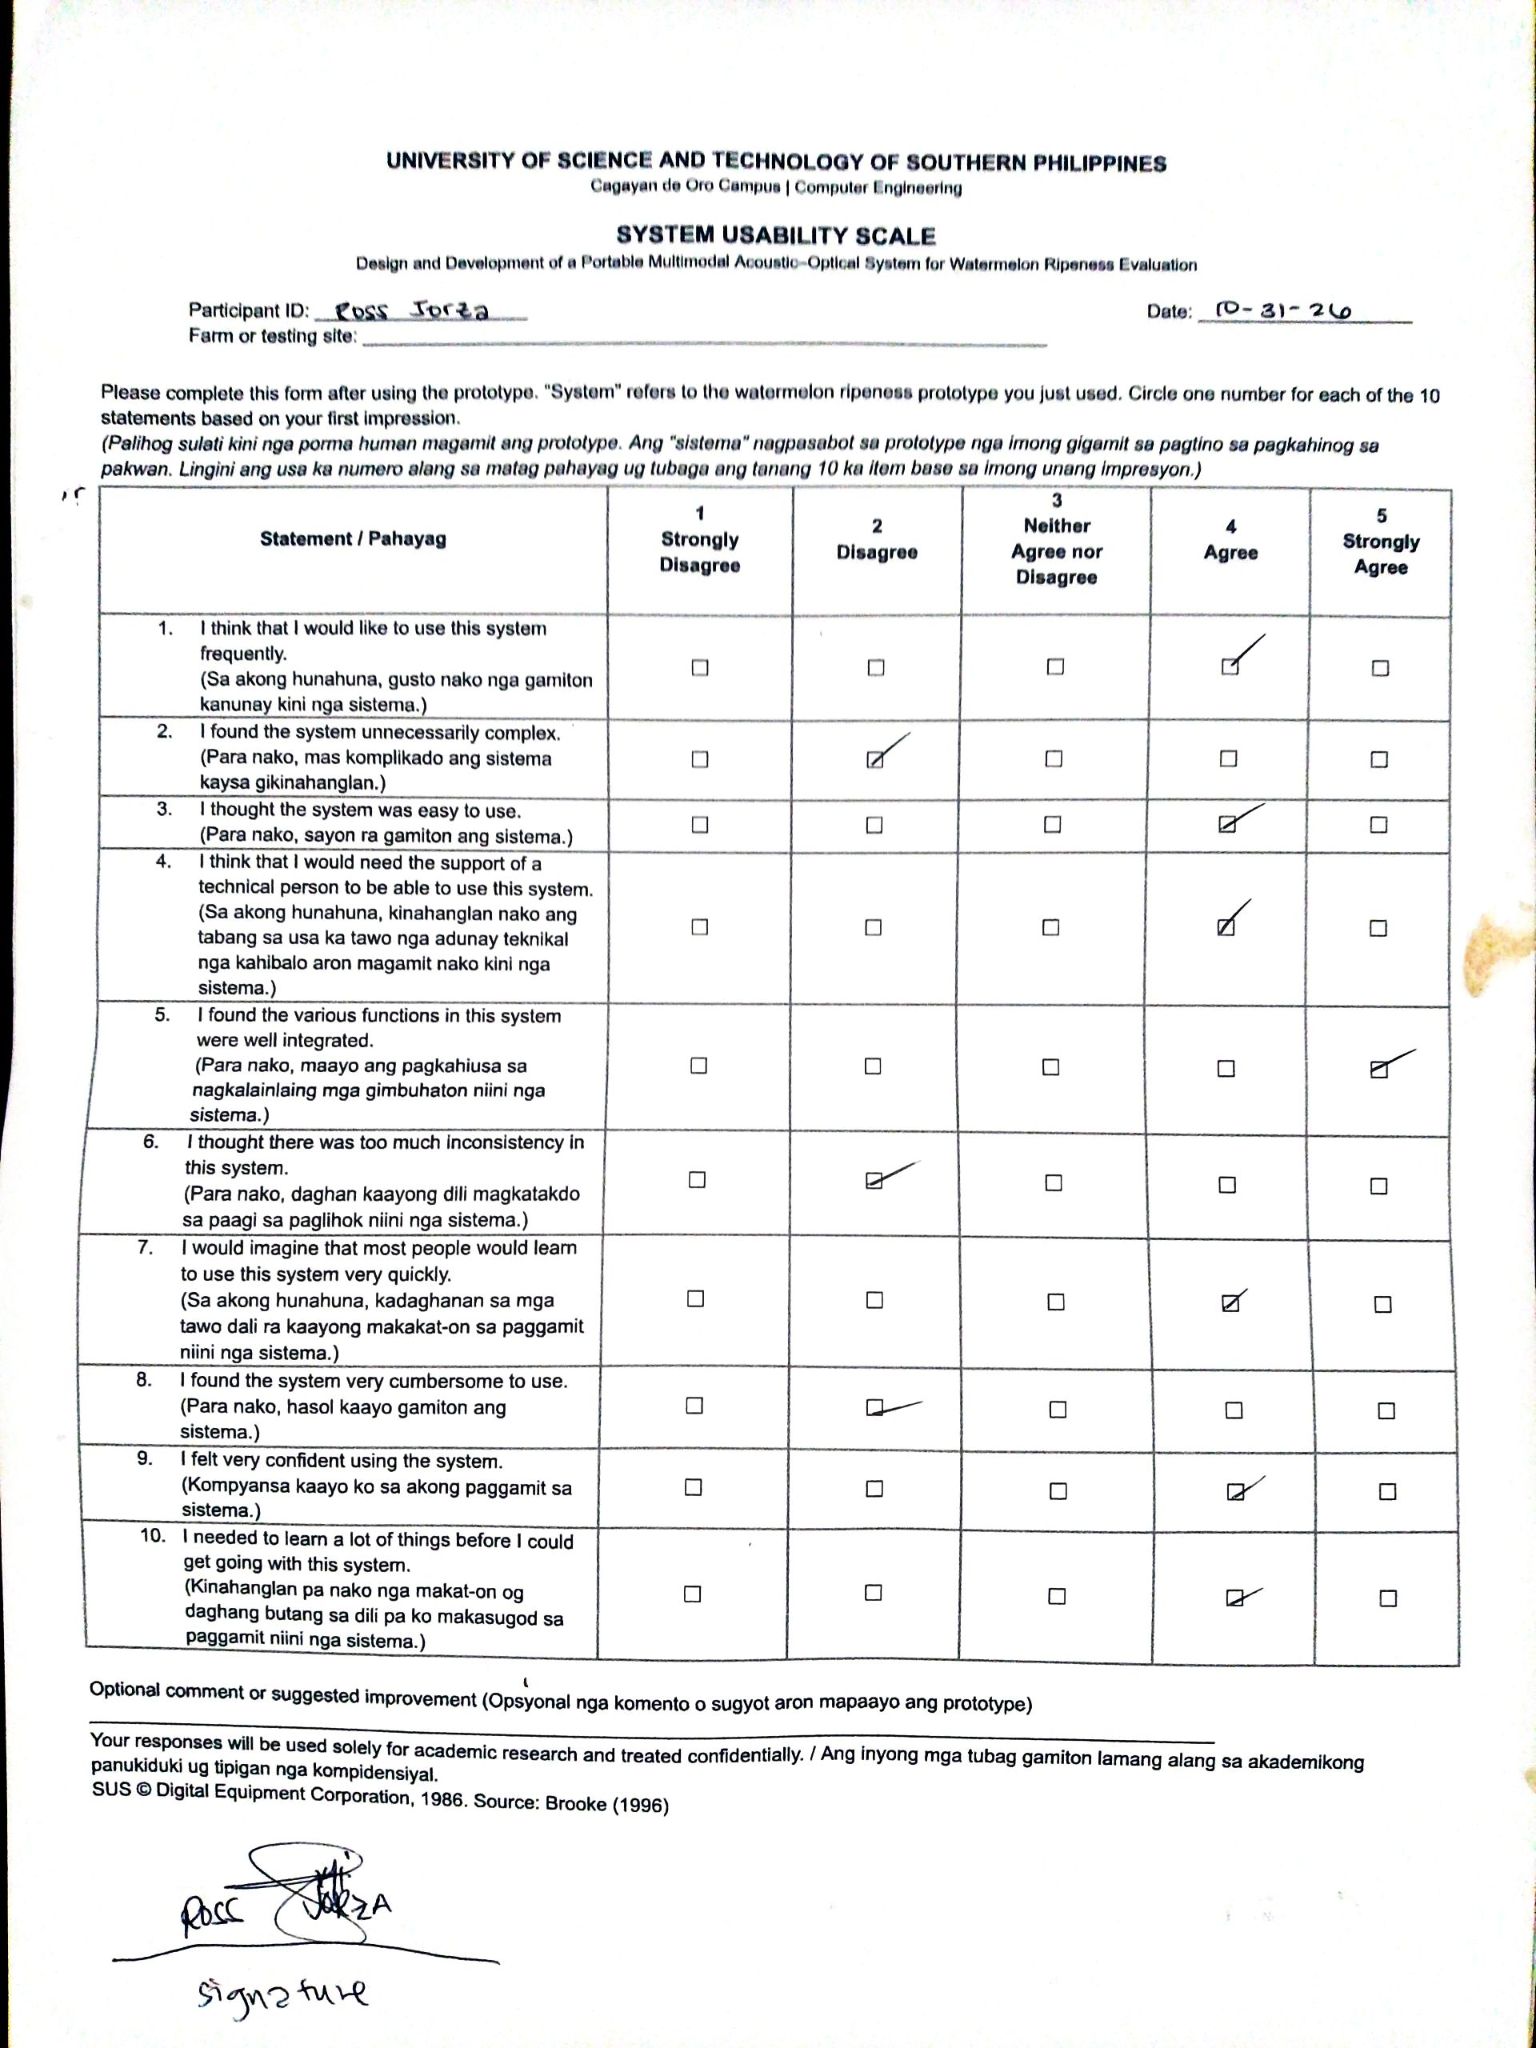 UNIVERSITY OF SCIENCE AND TECHNOLOGY OF SOUTHERN PHILIPPINES
Cagayan de Oro Campus | Computer Engineering
SYSTEM USABILITY SCALE
Design and Development of a Portable Multimodal Acoustic-Optical System for Watermelon Ripeness Evaluation
Participant ID: Ross Jorza Date: 10-31-26
Farm or testing site:
Please complete this form after using the prototype. "System" refers to the watermelon ripeness prototype you just used. Circle one number for each of the 10
statements based on your first impression.
(Palihog sulati kini nga porma human magamit ang prototype. Ang "sistema" nagpasabot sa prototype nga imong gigamit sa pagtino sa pagkahinog sa
pakwan. Lingini ang usa ka numero alang sa matag pahayag ug tubaga ang tanang 10 ka item base sa imong unang impresyon.)
Statement / Pahayag
1
Strongly
Disagree
2
Disagree
3
Neither
Agree nor
Disagree
4
Agree
5
Strongly
Agree
1. I think that I would like to use this system
frequently.
(Sa akong hunahuna, gusto nako nga gamiton
kanunay kini nga sistema.)
2. I found the system unnecessarily complex.
(Para nako, mas komplikado ang sistema
kaysa gikinahanglan.)
3. I thought the system was easy to use.
(Para nako, sayon ra gamiton ang sistema.)
4. I think that I would need the support of a
technical person to be able to use this system.
(Sa akong hunahuna, kinahanglan nako ang
tabang sa usa ka tawo nga adunay teknikal
nga kahibalo aron magamit nako kini nga
sistema.)
5. I found the various functions in this system
were well integrated.
(Para nako, maayo ang pagkahiusa sa
nagkalainlaing mga gimbuhaton niini nga
sistema.)
6. I thought there was too much inconsistency in
this system.
(Para nako, daghan kaayong dili magkatakdo
sa paagi sa paglihok niini nga sistema.)
7. I would imagine that most people would learn
to use this system very quickly.
(Sa akong hunahuna, kadaghanan sa mga
tawo dali ra kaayong makakat-on sa paggamit
niini nga sistema.)
8. I found the system very cumbersome to use.
(Para nako, hasol kaayo gamiton ang
sistema.)
9. I felt very confident using the system.
(Kompyansa kaayo ko sa akong paggamit sa
sistema.)
10. I needed to learn a lot of things before I could
get going with this system.
(Kinahanglan pa nako nga makat-on og
daghang butang sa dili pa ko makasugod sa
paggamit niini nga sistema.)
Optional comment or suggested improvement (Opsyonal nga komento o sugyot aron mapaayo ang prototype)
Your responses will be used solely for academic research and treated confidentially. / Ang inyong mga tubag gamiton lamang alang sa akademikong
panukiduki ug tipigan nga kompidensiyal.
SUS © Digital Equipment Corporation, 1986. Source: Brooke (1996)
Ross Jorza
signature